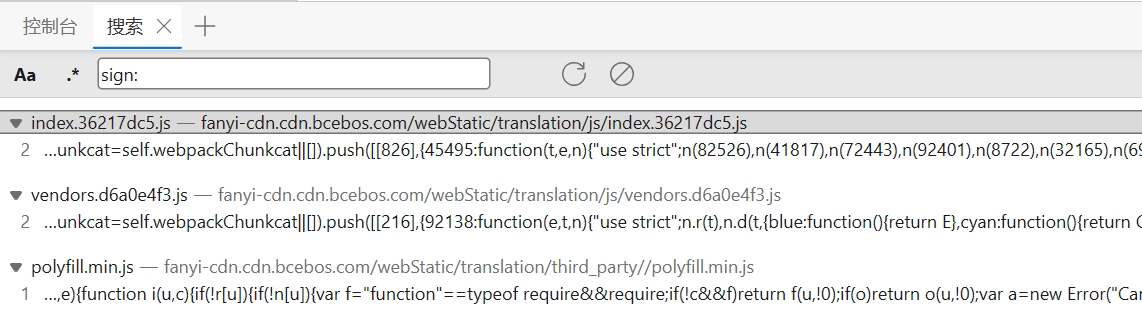 控制台 搜索
Aa .* sign:
index.36217dc5.js — fanyi-cdn.cdn.bcebos.com/webStatic/translation/js/index.36217dc5.js
2 ...unkcat=self.webpackChunkcat||[]).push([[826],{45495:function(t,e,n){"use strict";n(82526),n(41817),n(72443),n(92401),n(8722),n(32165),n(69
vendors.d6a0e4f3.js — fanyi-cdn.cdn.bcebos.com/webStatic/translation/js/vendors.d6a0e4f3.js
2 ...unkcat=self.webpackChunkcat||[]).push([[216],{92138:function(e,t,n){"use strict";n.r(t),n.d(t,{blue:function(){return E},cyan:function(){return
polyfill.min.js — fanyi-cdn.cdn.bcebos.com/webStatic/translation/third_party//polyfill.min.js
1 ...,e){function i(u,c){if(!r[u]){if(!n[u]){var f="function"==typeof require&&require;if(!c&&f)return f(u,!0);if(o)return o(u,!0);var a=new Error("Can